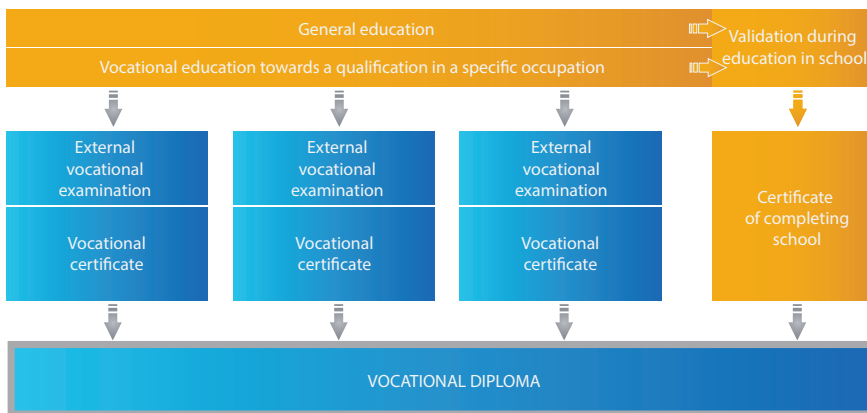 General education
Validation during
education in school
Vocational education towards a qualification in a specific occupation
External
vocational
examination
Vocational
certificate
External
vocational
examination
Vocational
certificate
External
vocational
examination
Vocational
certificate
Certificate
of completing
school
VOCATIONAL DIPLOMA